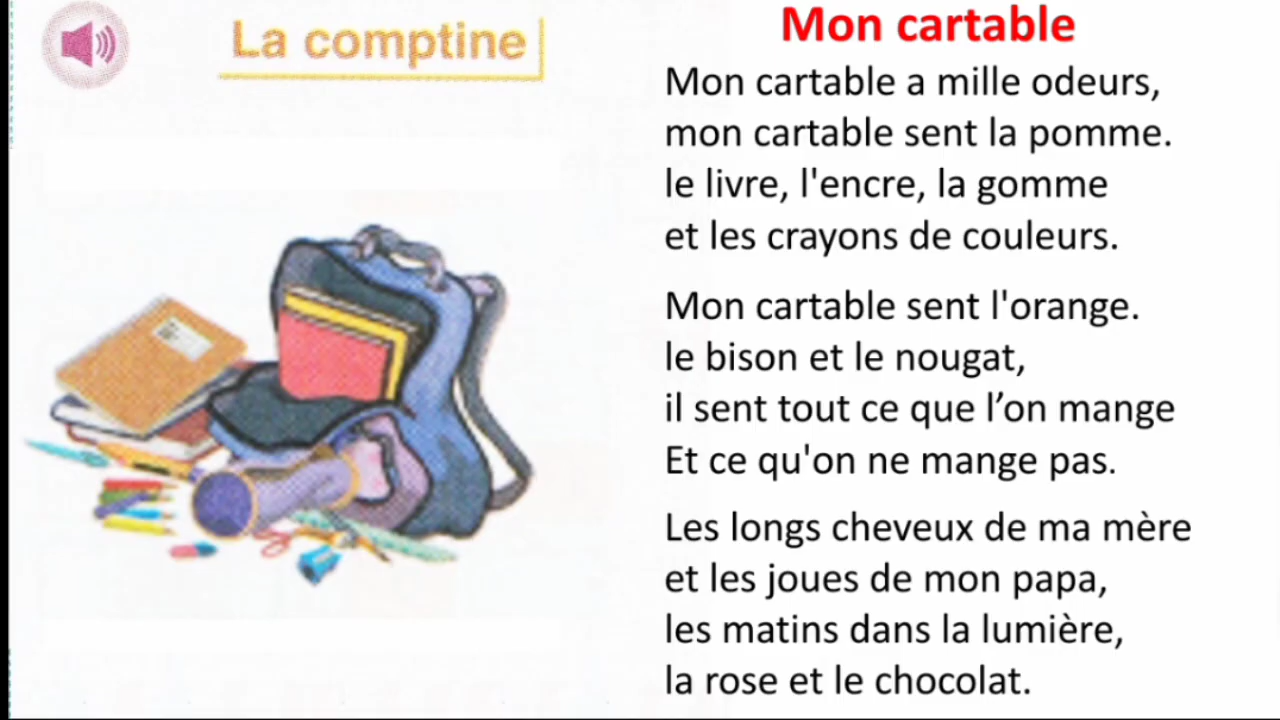 La comptine
Mon cartable
Mon cartable a mille odeurs,
mon cartable sent la pomme.
le livre, l'encre, la gomme
et les crayons de couleurs.
Mon cartable sent l'orange.
le bison et le nougat,
il sent tout ce que l’on mange
Et ce qu'on ne mange pas.
Les longs cheveux de ma mère
et les joues de mon papa,
les matins dans la lumière,
la rose et le chocolat.